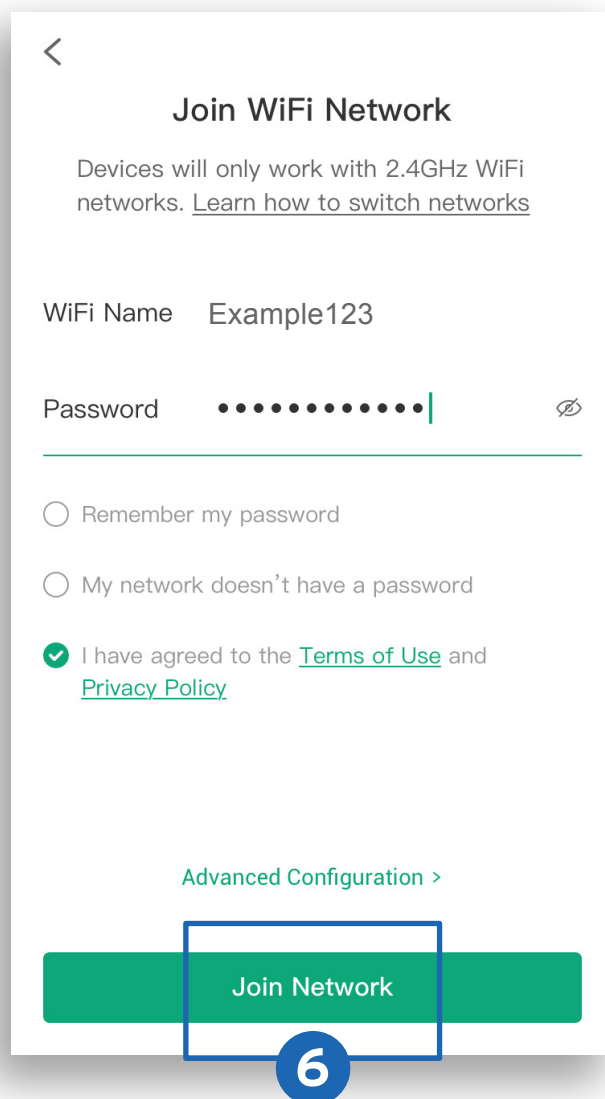 Join WiFi Network
Devices will only work with 2.4GHz WiFi
networks. Learn how to switch networks
WiFi Name Example123
Password ••••••••••••
Remember my password
My network doesn't have a password
I have agreed to the Terms of Use and
Privacy Policy
Advanced Configuration >
Join Network
6